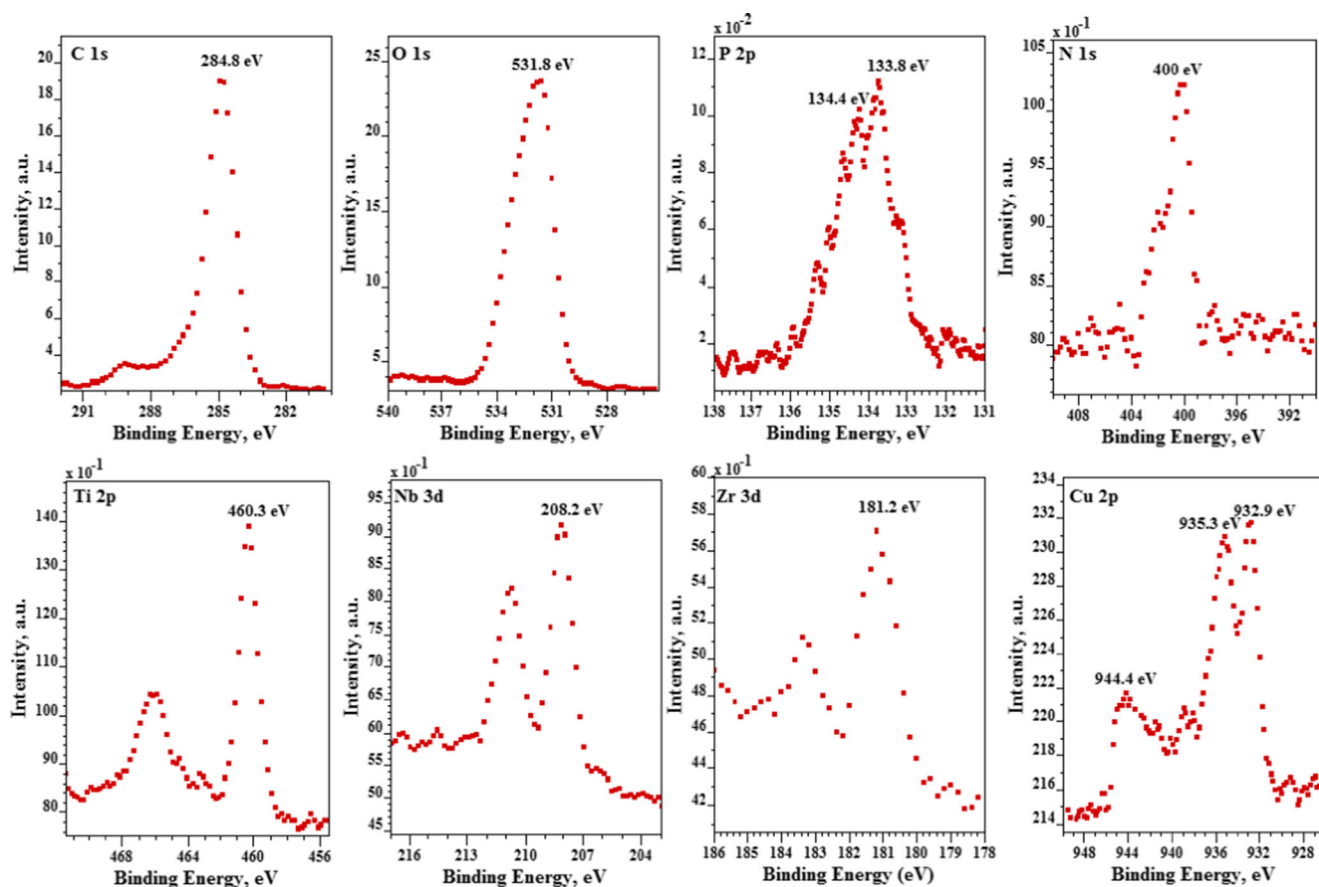 C 1s
284.8 eV
Intensity, a.u.
19
17
15
13
11
9
8
6
4
291
288
285
282
Binding Energy, eV
O 1s
531.8 eV
Intensity, a.u.
25
20
15
10
5
540
537
534
531
528
Binding Energy, eV
x 10⁻²
P 2p
133.8 eV
134.4 eV
Intensity, a.u.
12
10
8
6
4
2
138
136
135
134
133
132
131
Binding Energy, eV
x 10⁻¹
N 1s
400 eV
Intensity, a.u.
105
100
95
90
85
80
408
404
400
396
392
Binding Energy, eV
x 10⁻¹
Ti 2p
460.3 eV
Intensity, a.u.
140
130
120
110
100
90
80
468
464
460
456
Binding Energy, eV
x 10⁻¹
Nb 3d
208.2 eV
Intensity, a.u.
95
90
85
80
75
70
65
60
55
50
45
216
213
210
207
204
Binding Energy, eV
x 10⁻¹
Zr 3d
181.2 eV
Intensity, a.u.
60
58
56
54
52
50
48
47
46
44
42
186
185
184
183
182
181
180
179
178
Binding Energy (eV)
Cu 2p
935.3 eV
932.9 eV
944.4 eV
Intensity, a.u.
234
232
230
228
226
224
222
220
218
216
214
948
944
940
936
932
928
Binding Energy, eV